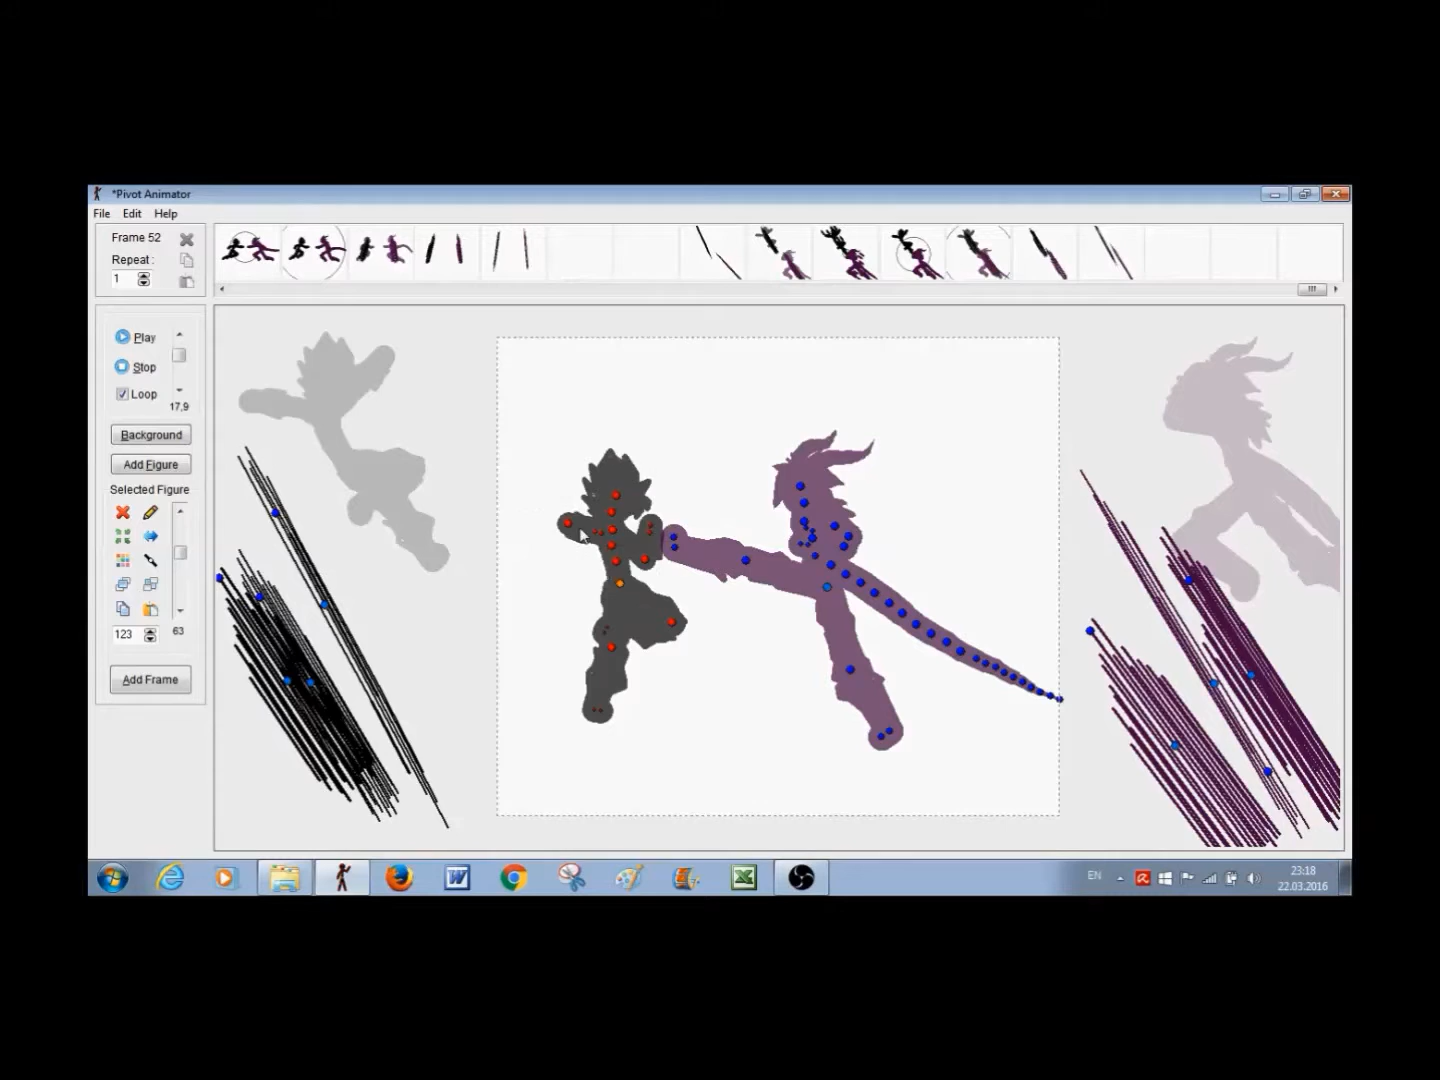 *Pivot Animator
File Edit Help
Frame 52
Repeat :
1
Play
Stop
Loop
17,9
Background
Add Figure
Selected Figure
123
63
Add Frame
EN
23:18
22.03.2016